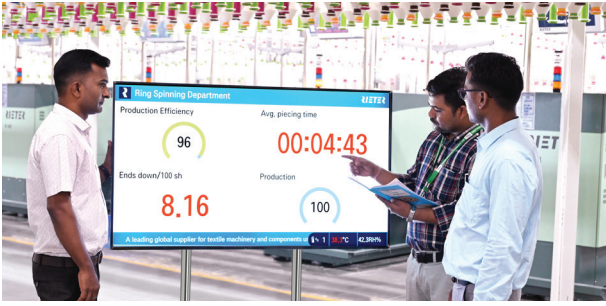 Ring Spinning Department
RIETER
Production Efficiency
96
Avg. piecing time
00:04:43
Ends down/100 sh
8.16
Production
100
A leading global supplier for textile machinery and components
1
°C
42.3RH%
RIETER